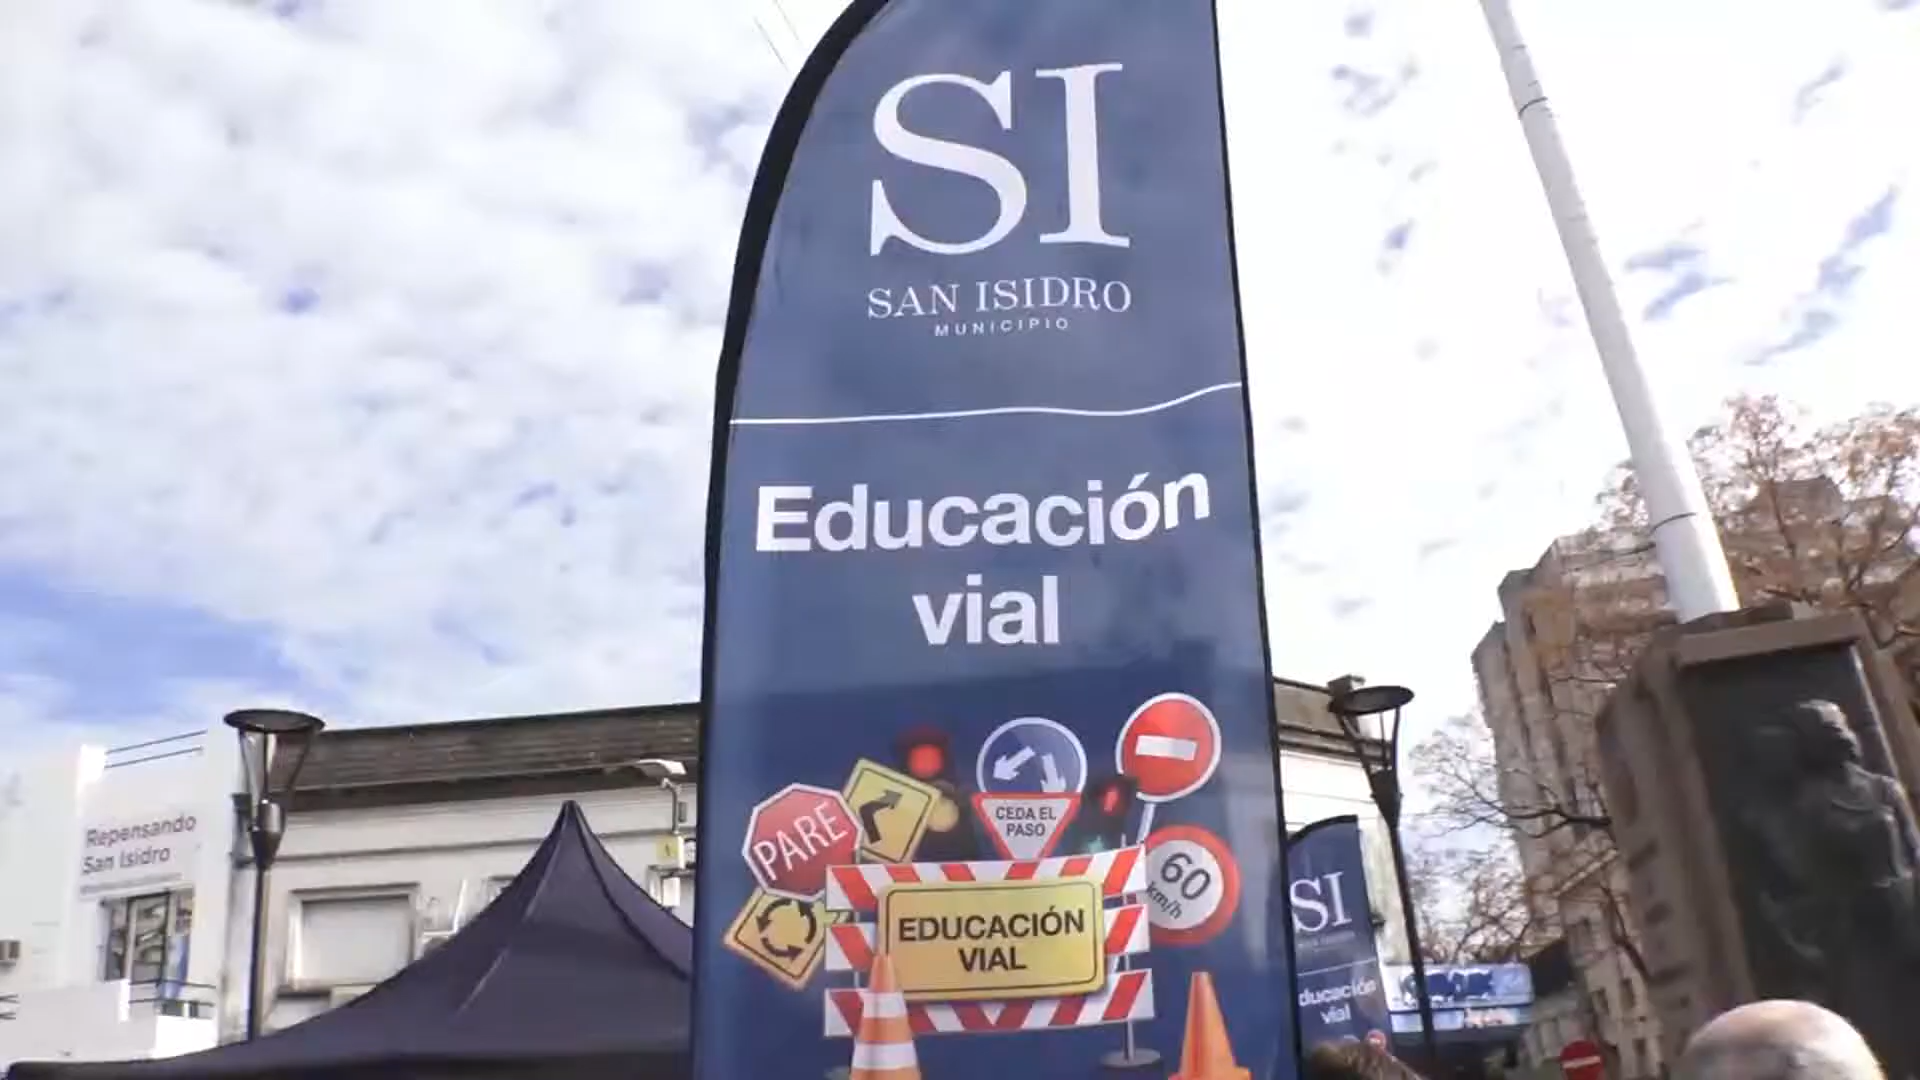 SI
SAN ISIDRO
MUNICIPIO
Educación
vial
PARE
CEDA EL
PASO
60
km/h
EDUCACIÓN
VIAL
Repensando
San Isidro
SI
ducación
vial